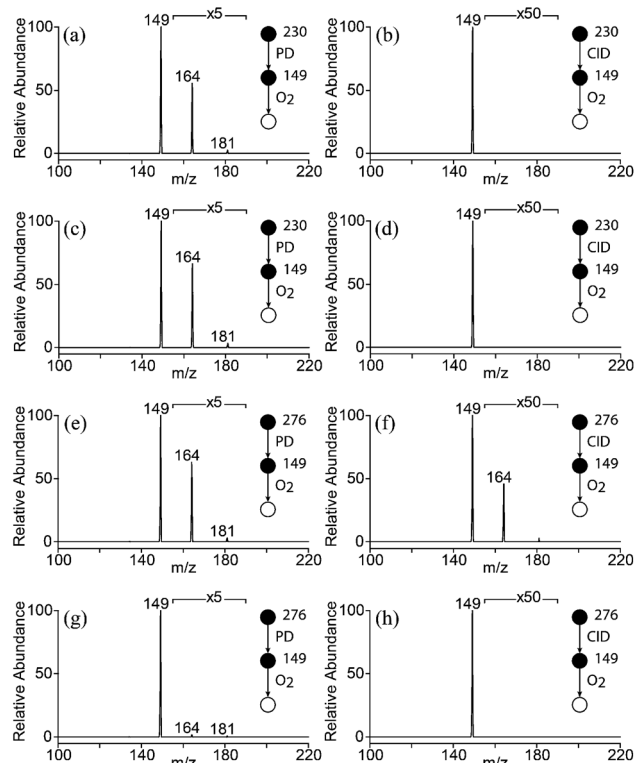 (a)
Relative Abundance
100
50
0
149
164
181
x5
230
PD
149
O2
100 140 180 220
m/z
(b)
Relative Abundance
100
50
0
149
x50
230
CID
149
O2
100 140 180 220
m/z
(c)
Relative Abundance
100
50
0
149
164
181
x5
230
PD
149
O2
100 140 180 220
m/z
(d)
Relative Abundance
100
50
0
149
x50
230
CID
149
O2
100 140 180 220
m/z
(e)
Relative Abundance
100
50
0
149
164
181
x5
276
PD
149
O2
100 140 180 220
m/z
(f)
Relative Abundance
100
50
0
149
164
x50
276
CID
149
O2
100 140 180 220
m/z
(g)
Relative Abundance
100
50
0
149
164
181
x5
276
PD
149
O2
100 140 180 220
m/z
(h)
Relative Abundance
100
50
0
149
x50
276
CID
149
O2
100 140 180 220
m/z